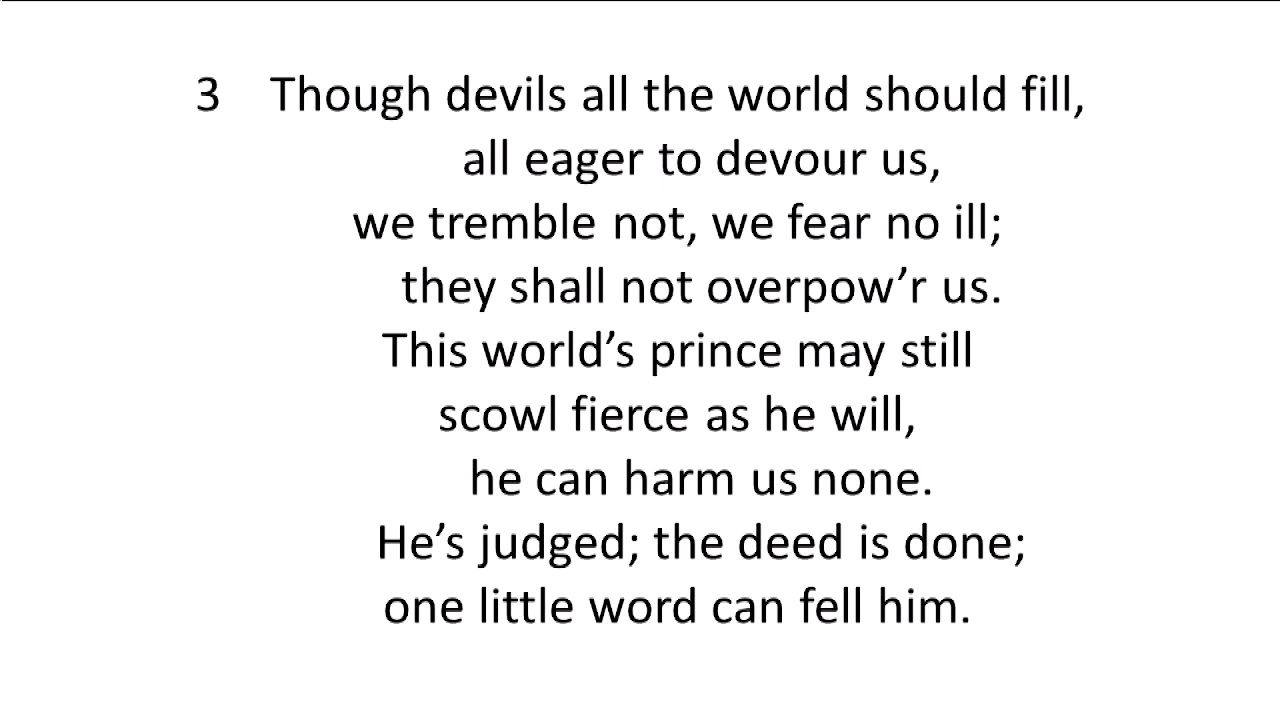 3 Though devils all the world should fill,
all eager to devour us,
we tremble not, we fear no ill;
they shall not overpow’r us.
This world’s prince may still
scowl fierce as he will,
he can harm us none.
He’s judged; the deed is done;
one little word can fell him.